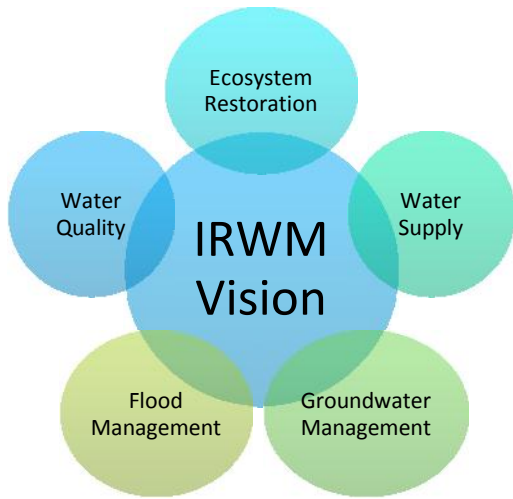 Ecosystem
Restoration
Water
Quality
Water
Supply
IRWM
Vision
Flood
Management
Groundwater
Management